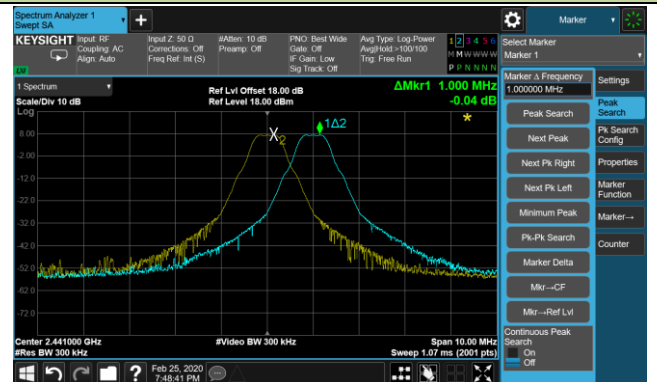 Spectrum Analyzer 1
Swept SA
Marker
KEYSIGHT
Input: RF
Coupling: AC
Align: Auto
Input Z: 50 Ω
Corrections: Off
Freq Ref: Int (S)
#Atten: 10 dB
Preamp: Off
PNO: Best Wide
Gate: Off
IF Gain: Low
Sig Track: Off
Avg Type: Log-Power
Avg|Hold:>100/100
Trig: Free Run
1 2 3 4 5 6
M M W W W W
P P N N N N
LXI
Select Marker
Marker 1
1 Spectrum
Scale/Div 10 dB
Ref Lvl Offset 18.00 dB
Ref Level 18.00 dBm
ΔMkr1 1.000 MHz
-0.04 dB
Log
8.00
-2.00
-12.0
-22.0
-32.0
-42.0
-52.0
-62.0
-72.0
1Δ2
X2
Center 2.441000 GHz
#Res BW 300 kHz
#Video BW 300 kHz
Span 10.00 MHz
Sweep 1.07 ms (2001 pts)
Marker Δ Frequency
1.000000 MHz
Peak Search
Next Peak
Next Pk Right
Next Pk Left
Minimum Peak
Pk-Pk Search
Marker Delta
Mkr→CF
Mkr→Ref Lvl
Continuous Peak
Search
On
Off
Settings
Peak
Search
Pk Search
Config
Properties
Marker
Function
Marker→
Counter
Feb 25, 2020
7:48:41 PM